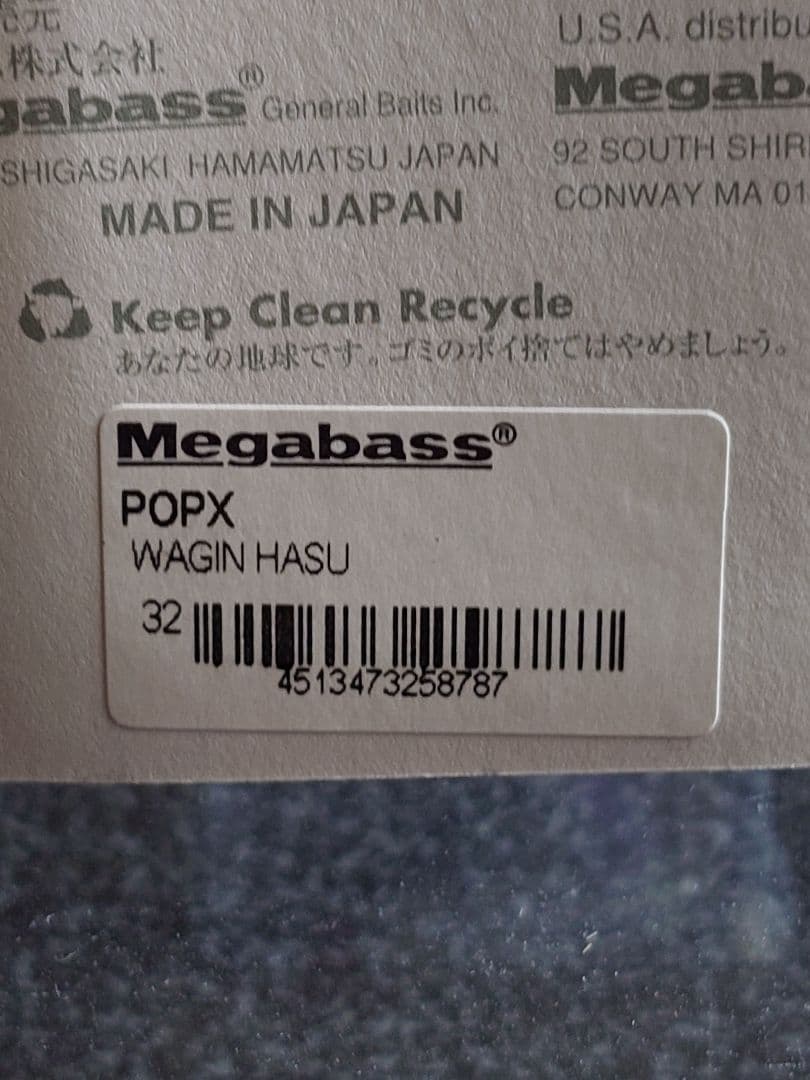 株式会社
gabass® General Baits Inc.
SHIGASAKI HAMAMATSU JAPAN
MADE IN JAPAN
U.S.A. distribu
Megab
92 SOUTH SHIR
CONWAY MA 01
Keep Clean Recycle
あなたの地球です。ゴミのポイ捨てはやめましょう。
Megabass®
POPX
WAGIN HASU
32
4513473258787